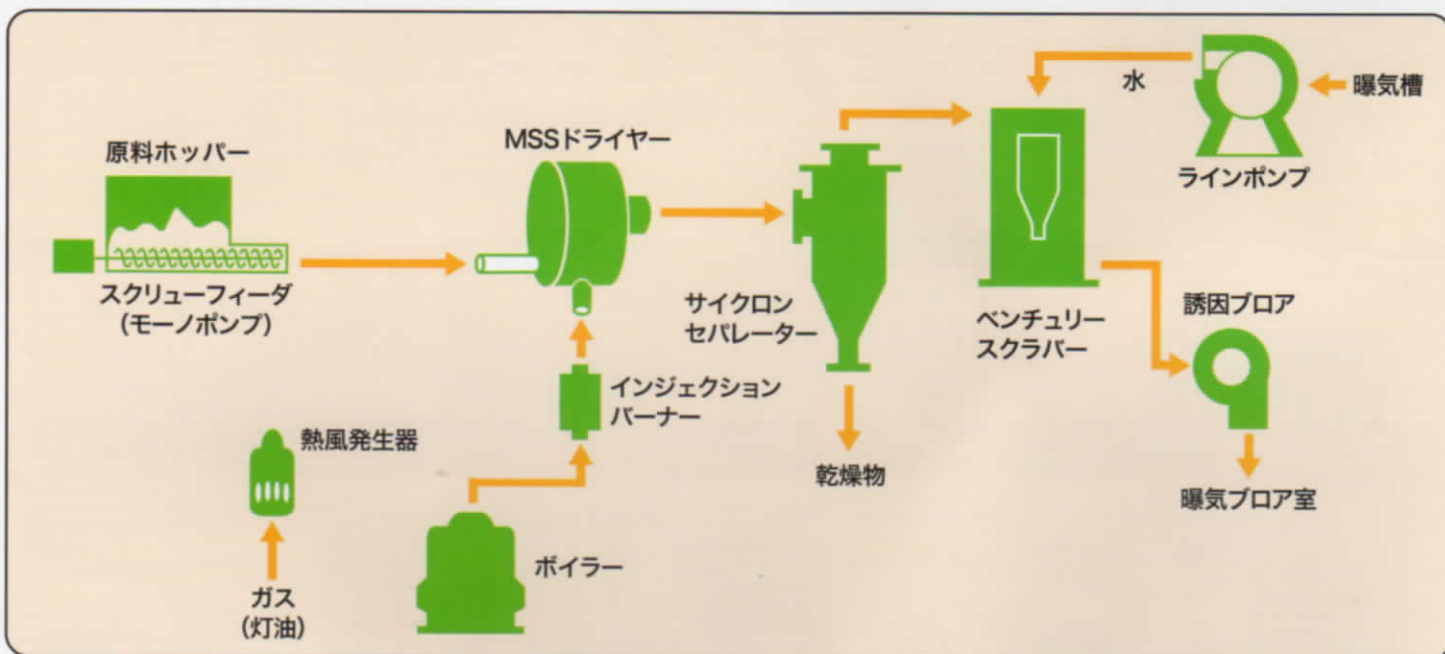 原料ホッパー
スクリューフィーダ
(モーノポンプ)
MSSドライヤー
インジェクション
バーナー
熱風発生器
ガス
(灯油)
ボイラー
サイクロン
セパレーター
乾燥物
水
曝気槽
ラインポンプ
ベンチュリー
スクラバー
誘因ブロア
曝気ブロア室